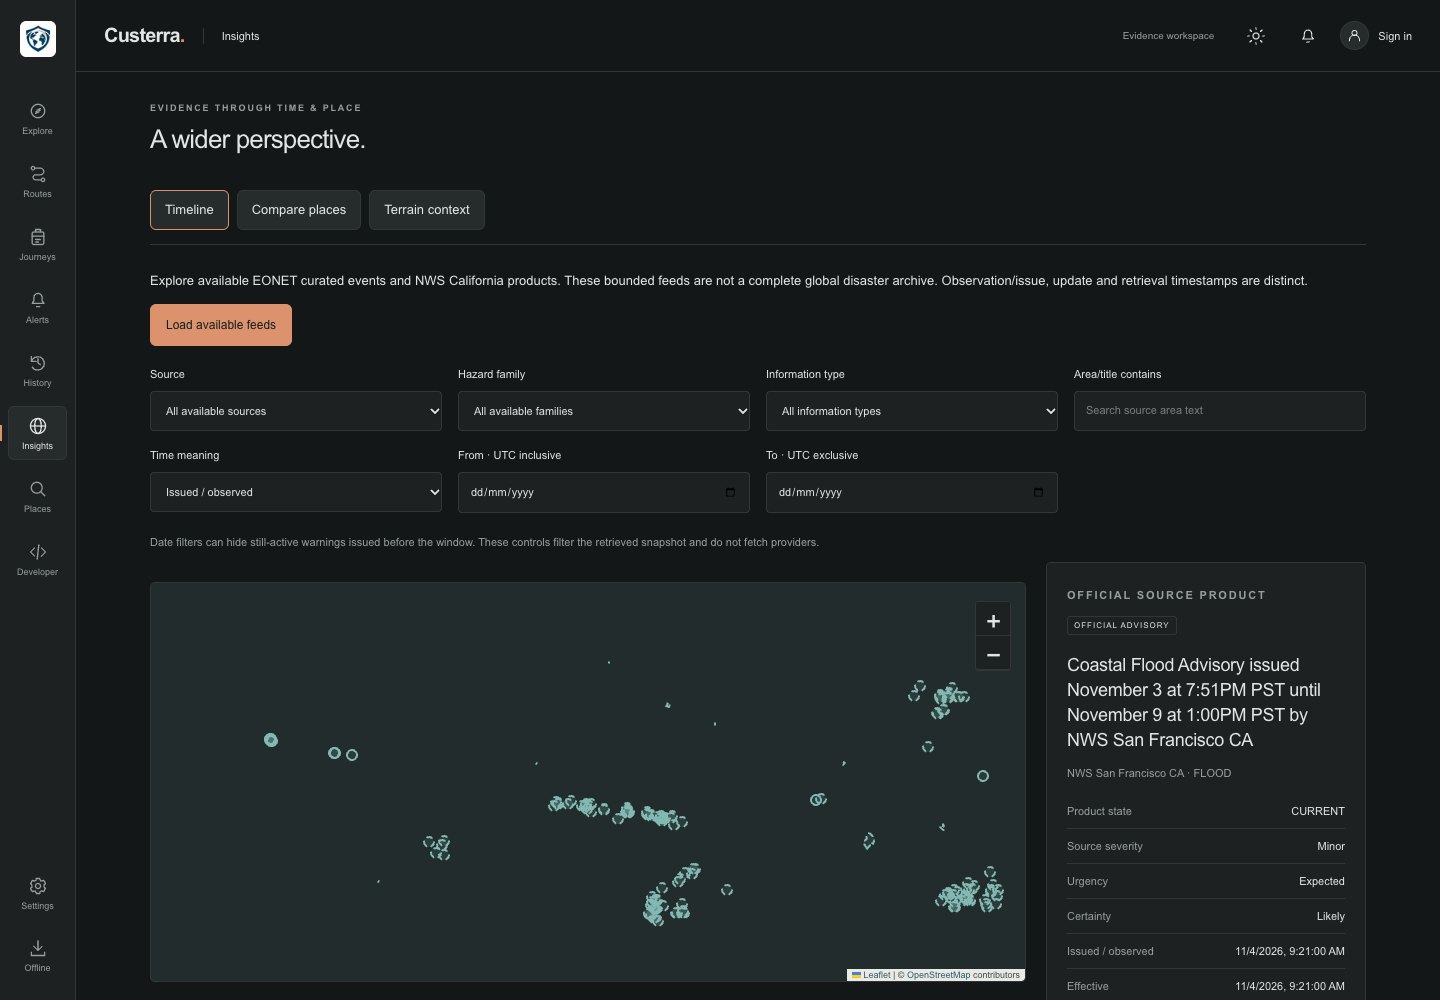 Custerra.
Insights
Evidence workspace
Sign in
Explore
Routes
Journeys
Alerts
History
Insights
Places
Developer
Settings
Offline
EVIDENCE THROUGH TIME & PLACE
A wider perspective.
Timeline
Compare places
Terrain context
Explore available EONET curated events and NWS California products. These bounded feeds are not a complete global disaster archive. Observation/issue, update and retrieval timestamps are distinct.
Load available feeds
Source
Hazard family
Information type
Area/title contains
All available sources
All available families
All information types
Search source area text
Time meaning
From · UTC inclusive
To · UTC exclusive
Issued / observed
dd/mm/yyyy
dd/mm/yyyy
Date filters can hide still-active warnings issued before the window. These controls filter the retrieved snapshot and do not fetch providers.
+
−
Leaflet | © OpenStreetMap contributors
OFFICIAL SOURCE PRODUCT
OFFICIAL ADVISORY
Coastal Flood Advisory issued
November 3 at 7:51PM PST until
November 9 at 1:00PM PST by
NWS San Francisco CA
NWS San Francisco CA · FLOOD
Product state CURRENT
Source severity Minor
Urgency Expected
Certainty Likely
Issued / observed 11/4/2026, 9:21:00 AM
Effective 11/4/2026, 9:21:00 AM